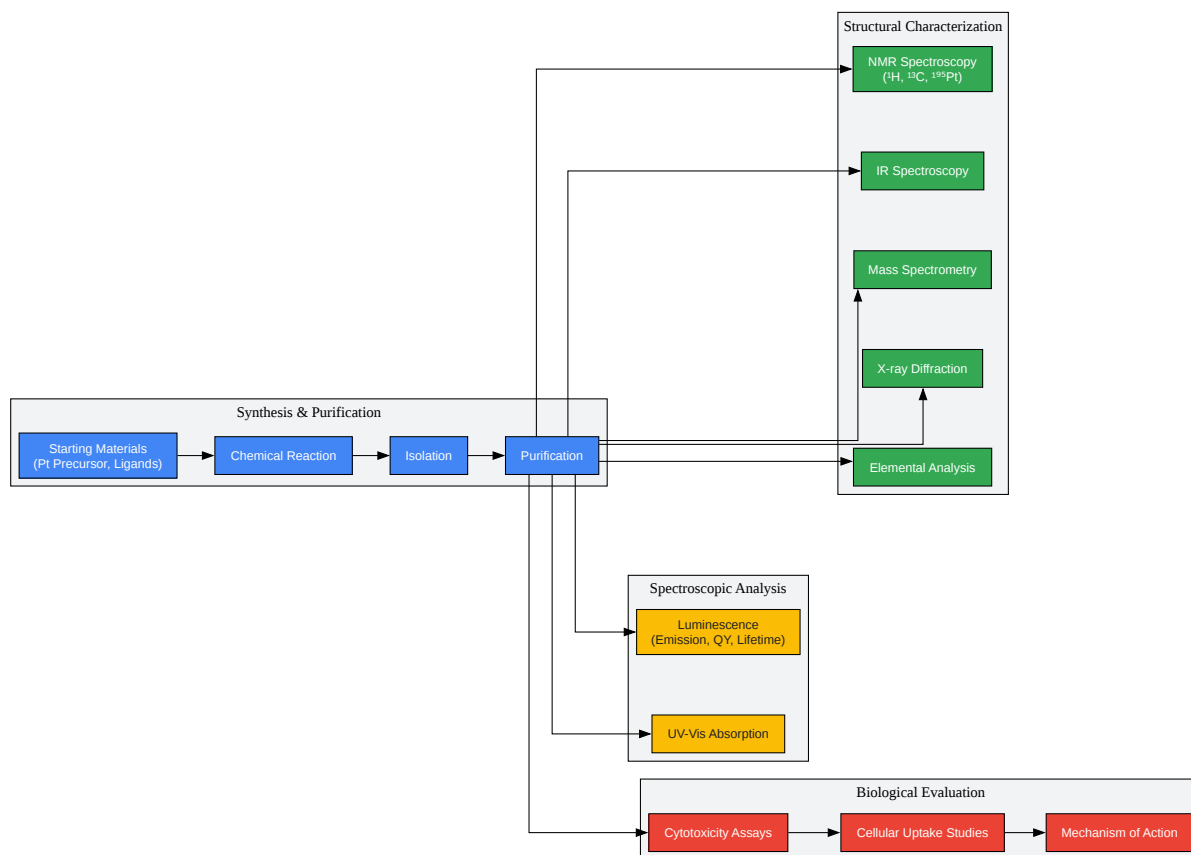 Structural Characterization
NMR Spectroscopy
(¹H, ¹³C, ¹⁹⁵Pt)
IR Spectroscopy
Mass Spectrometry
X-ray Diffraction
Elemental Analysis
Synthesis & Purification
Starting Materials
(Pt Precursor, Ligands)
Chemical Reaction
Isolation
Purification
Spectroscopic Analysis
Luminescence
(Emission, QY, Lifetime)
UV-Vis Absorption
Biological Evaluation
Cytotoxicity Assays
Cellular Uptake Studies
Mechanism of Action